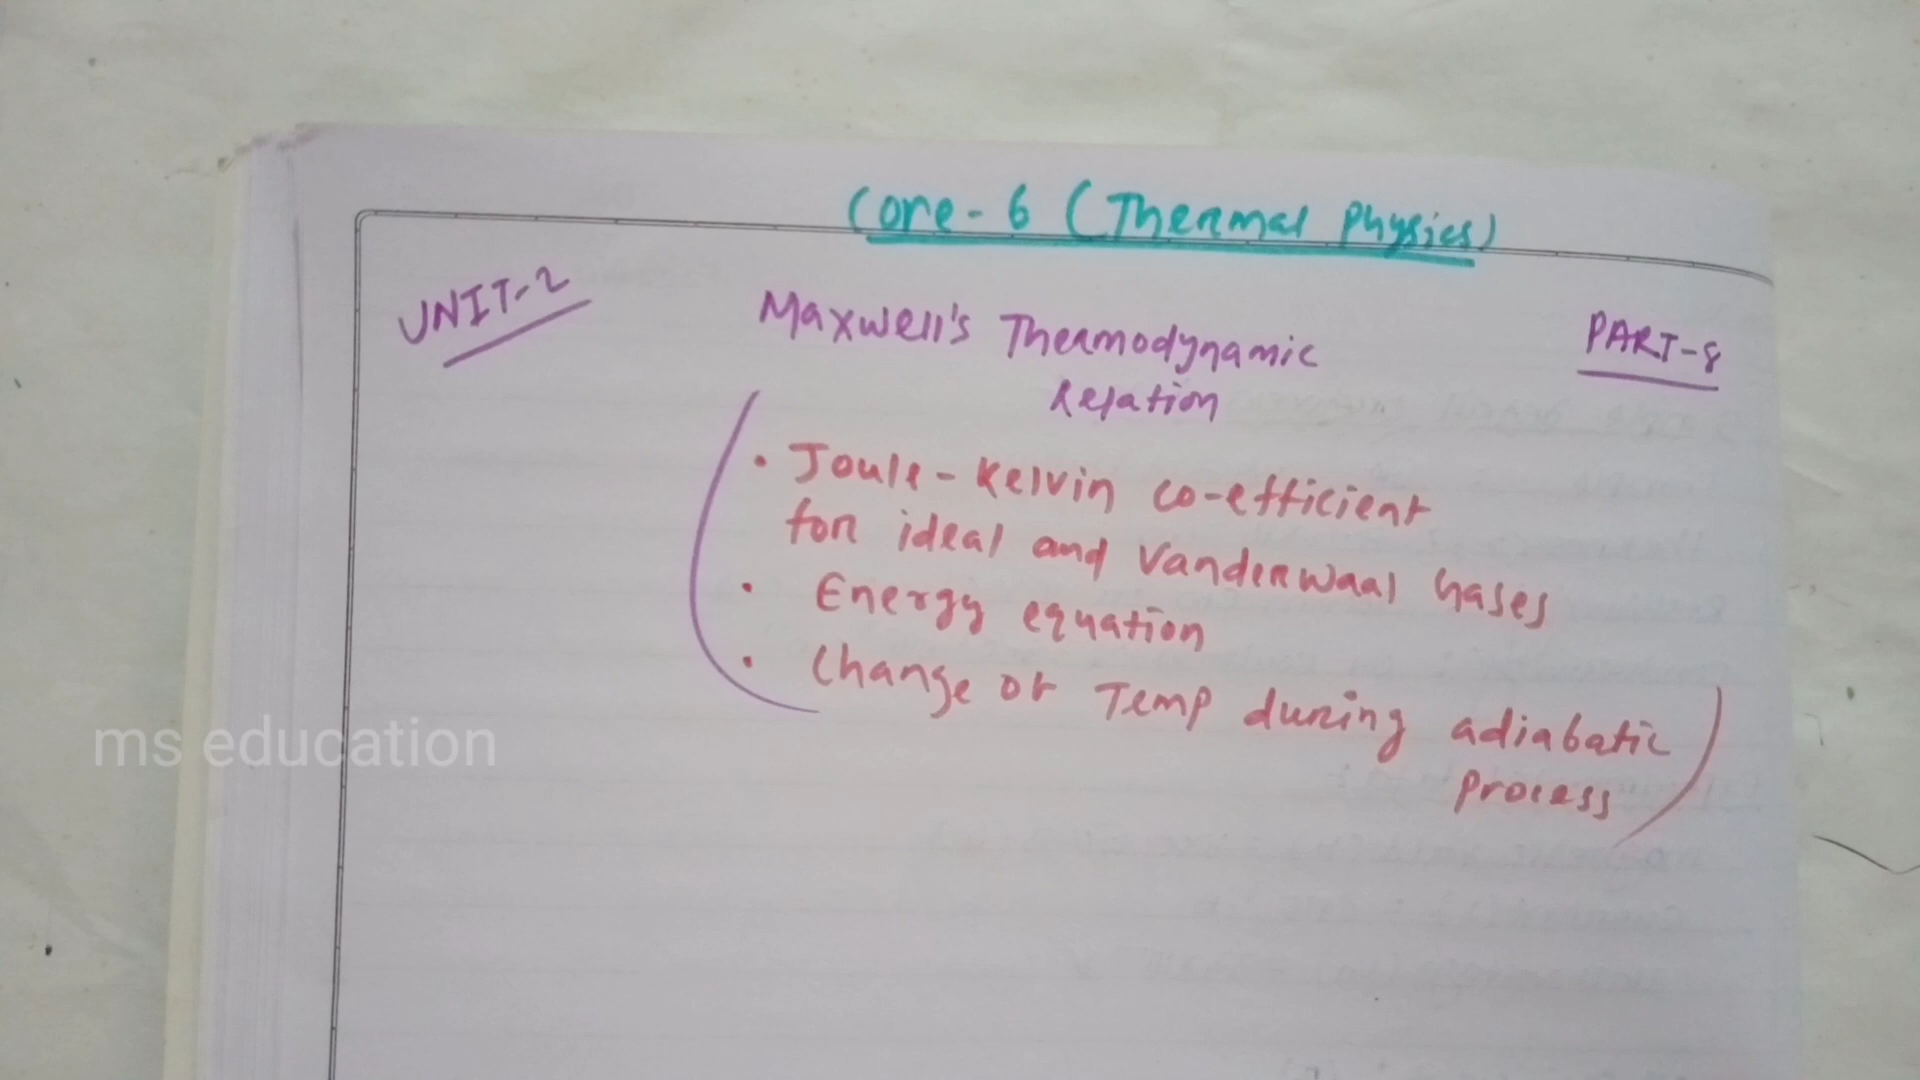 Core-6 (Thermal Physics)
UNIT-2
Maxwell's Thermodynamic
Relation
PART-8
• Joule-Kelvin co-efficient
for ideal and Vanderwaal Gases
• Energy equation
• Change of Temp during adiabatic
Process
ms education